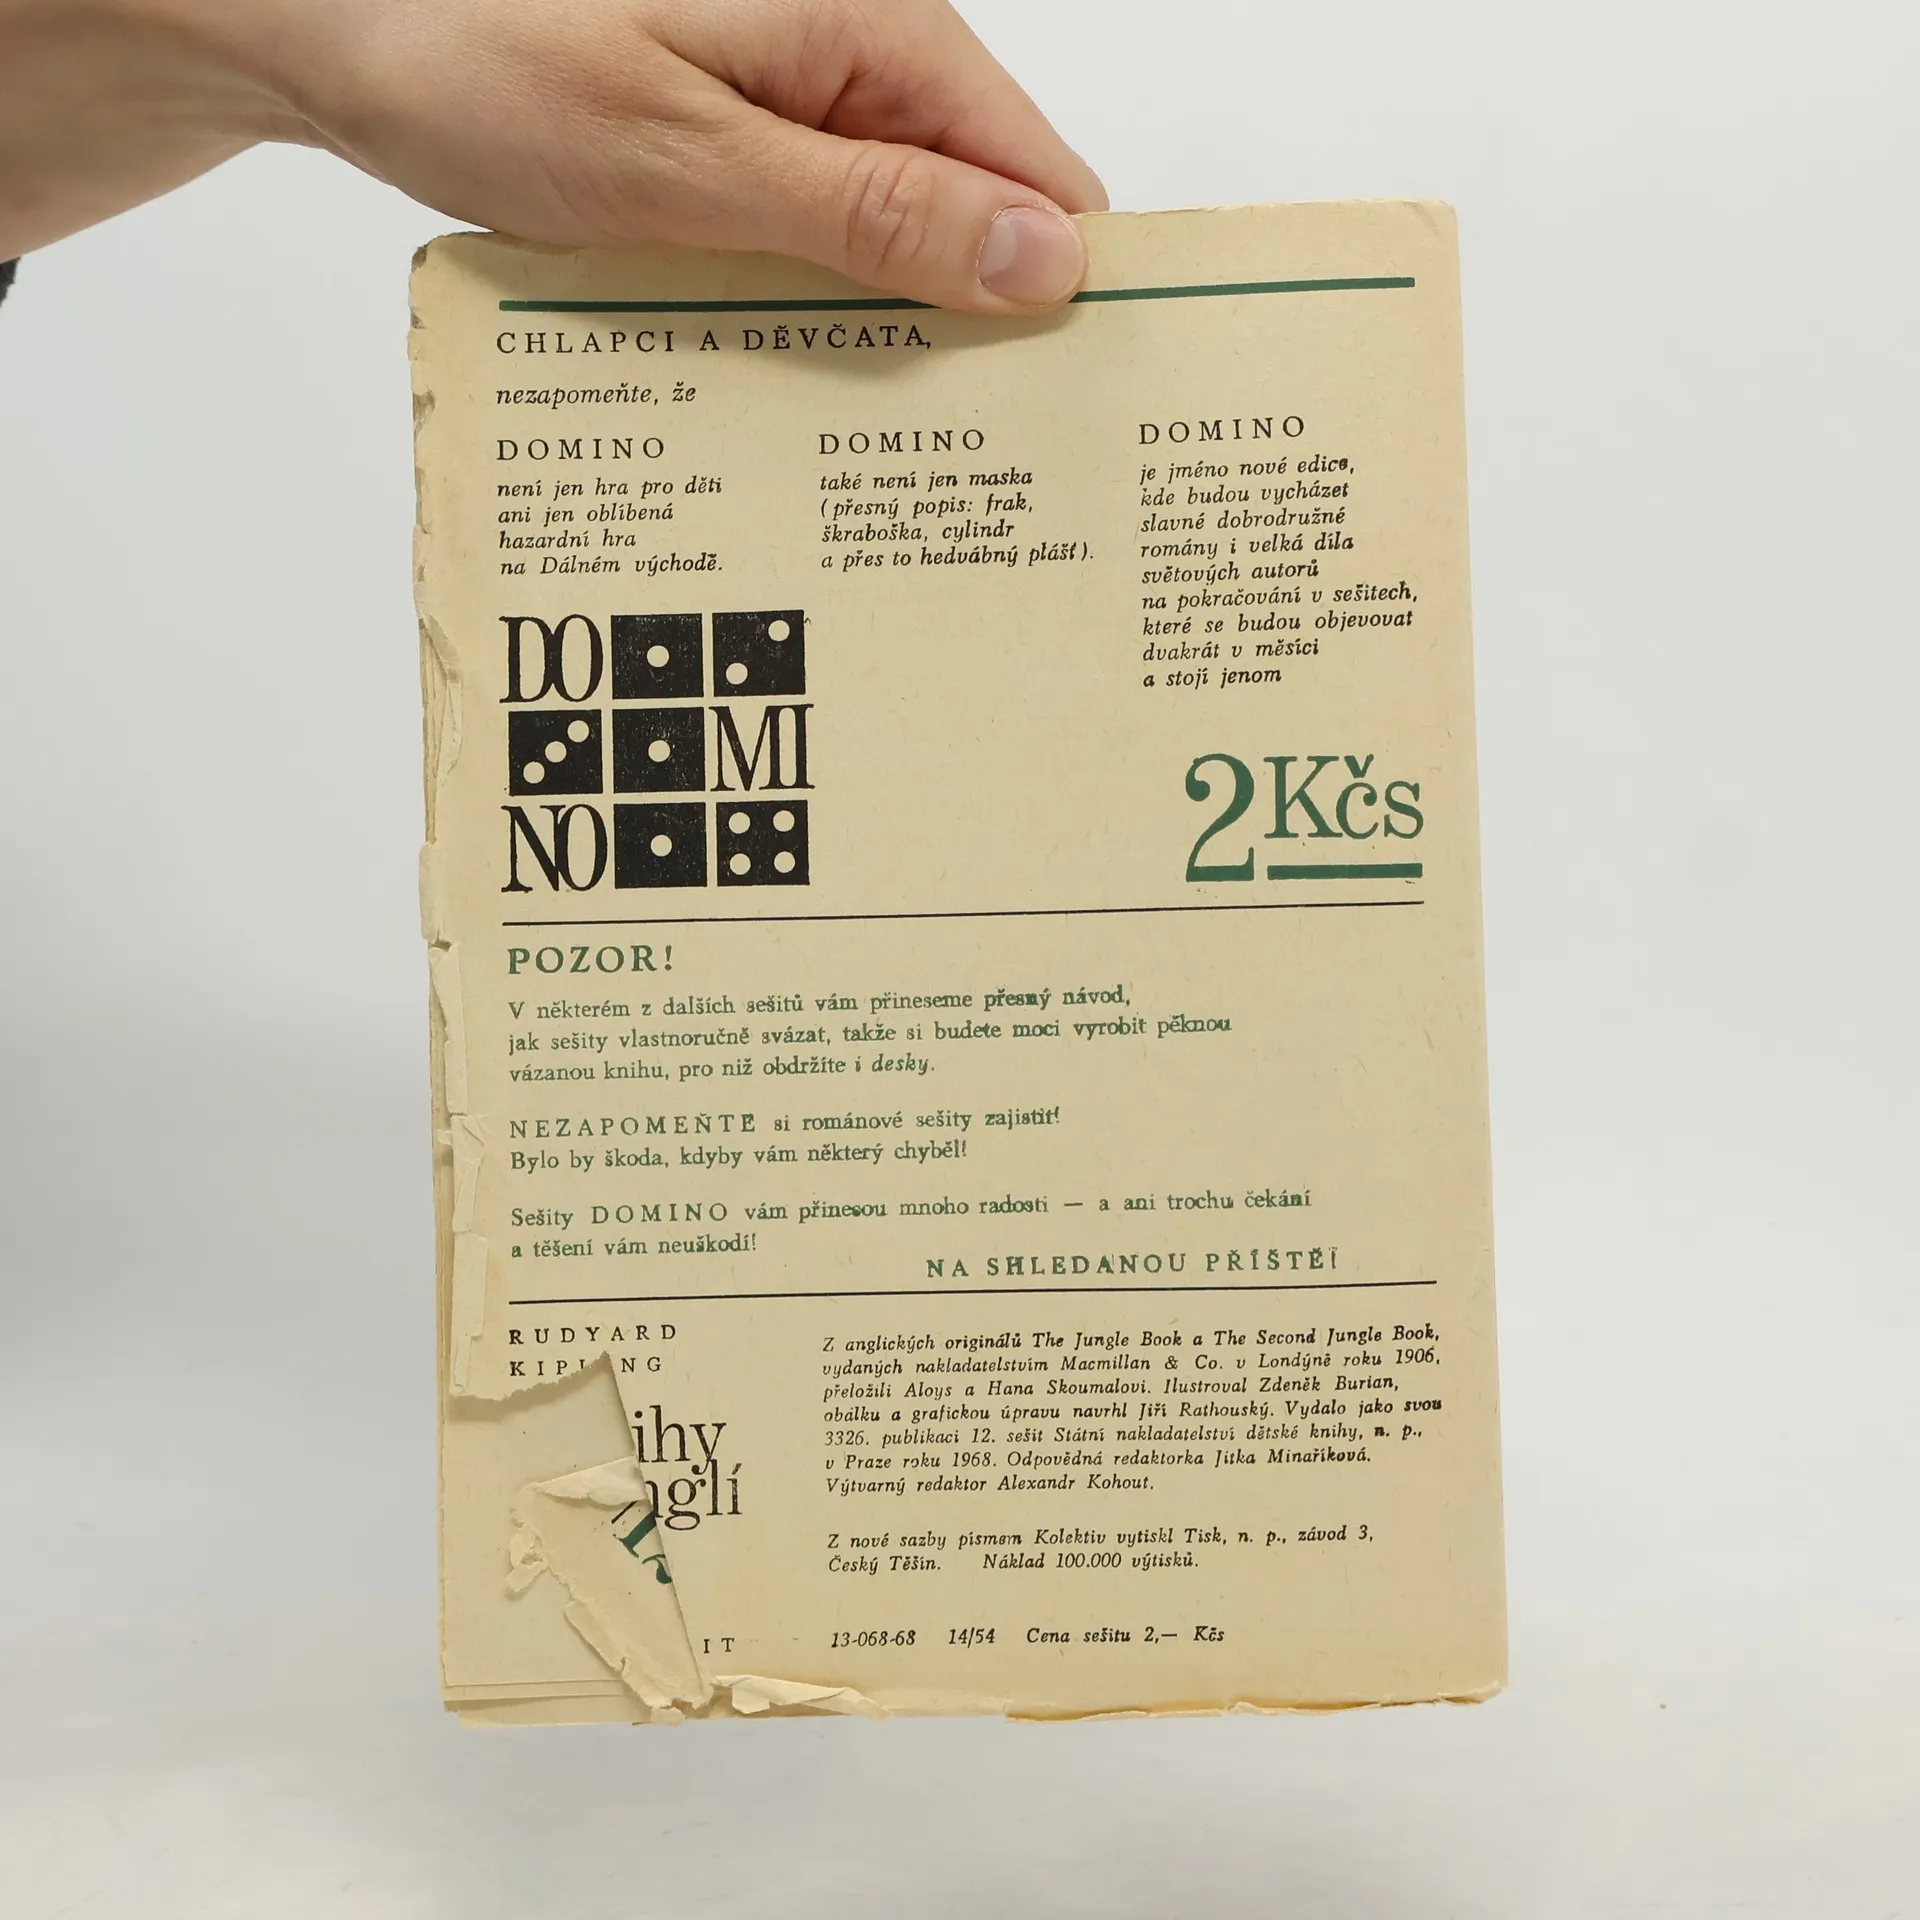 CHLAPCI A DĚVČATA,
nezapomeňte, že
DOMINO
není jen hra pro děti
ani jen oblíbená
hazardní hra
na Dálném východě.
DOMINO
také není jen maska
(přesný popis: frak,
škraboška, cylindr
a přes to hedvábný plášť).
DOMINO
je jméno nové edice,
kde budou vycházet
slavné dobrodružné
romány i velká díla
světových autorů
na pokračování v sešitech,
které se budou objevovat
dvakrát v měsíci
a stojí jenom
DO
MI
NO
2 Kčs
POZOR!
V některém z dalších sešitů vám přineseme přesný návod,
jak sešity vlastnoručně svázat, takže si budete moci vyrobit pěknou
vázanou knihu, pro niž obdržíte i desky.
NEZAPOMEŇTE si románové sešity zajistit!
Bylo by škoda, kdyby vám některý chyběl!
Sešity DOMINO vám přinesou mnoho radosti — a ani trochu čekání
a těšení vám neuškodí!
NA SHLEDANOU PŘÍŠTĚ!
RUDYARD
KIPLING
ihy
nglí
IT
Z anglických originálů The Jungle Book a The Second Jungle Book,
vydaných nakladatelstvím Macmillan & Co. v Londýně roku 1906,
přeložili Aloys a Hana Skoumalovi. Ilustroval Zdeněk Burian,
obálku a grafickou úpravu navrhl Jiří Rathouský. Vydalo jako svou
3326. publikaci 12. sešit Státní nakladatelství dětské knihy, n. p.,
v Praze roku 1968. Odpovědná redaktorka Jitka Minaříková.
Výtvarný redaktor Alexandr Kohout.
Z nové sazby písmem Kolektiv vytiskl Tisk, n. p., závod 3,
Český Těšín. Náklad 100.000 výtisků.
13-068-68 14/54 Cena sešitu 2,— Kčs